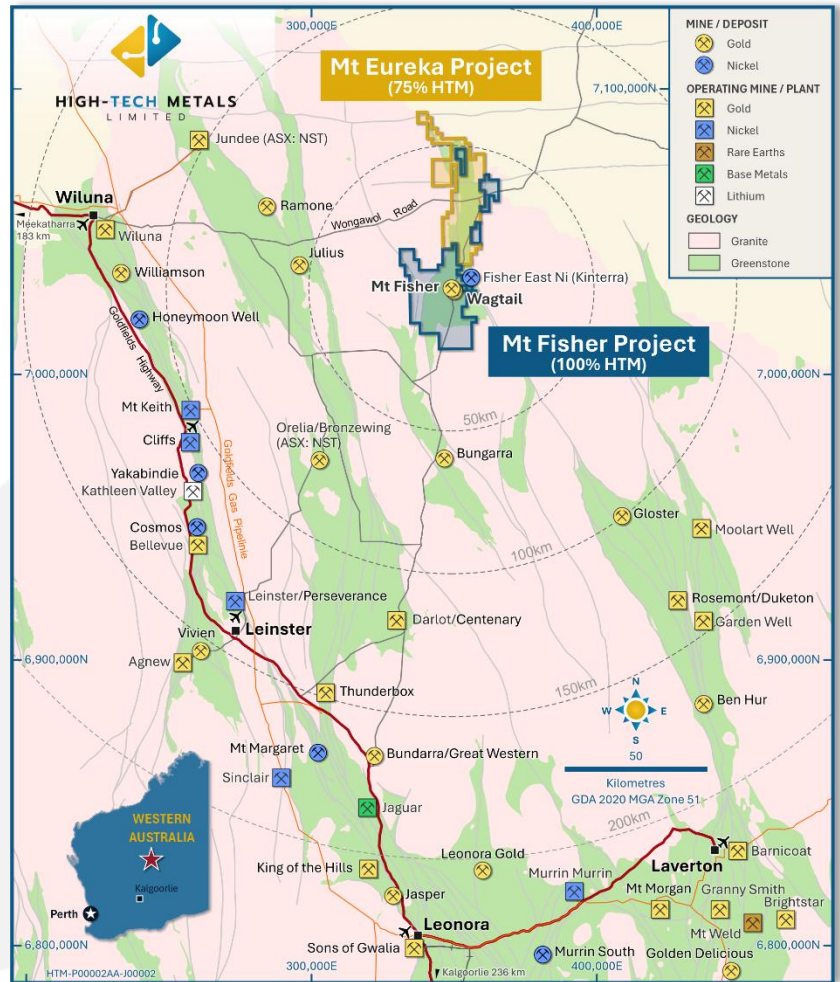 HIGH-TECH METALS
LIMITED
300,000E
400,000E
Mt Eureka Project
(75% HTM)
7,100,000N
MINE / DEPOSIT
Gold
Nickel
OPERATING MINE / PLANT
Gold
Nickel
Rare Earths
Base Metals
Lithium
GEOLOGY
Granite
Greenstone
Jundee (ASX: NST)
Wiluna
Meekatharra
183 km
Wiluna
Ramone
Wongawol Road
Julius
Williamson
Honeymoon Well
Goldfields Highway
Mt Fisher
Fisher East Ni (Kinterra)
Wagtail
Mt Fisher Project
(100% HTM)
7,000,000N
7,000,000N
Mt Keith
Cliffs
50km
Orelia/Bronzewing
(ASX: NST)
Bungarra
Yakabindie
Kathleen Valley
Goldfields Gas Pipelinie
Cosmos
Bellevue
Gloster
Moolart Well
100km
Leinster/Perseverance
Leinster
Darlot/Centenary
Rosemont/Duketon
Garden Well
Vivien
Agnew
6,900,000N
6,900,000N
150km
Thunderbox
Ben Hur
N
W
E
S
50
Kilometres
GDA 2020 MGA Zone 51
Mt Margaret
Bundarra/Great Western
Sinclair
Jaguar
200km
WESTERN
AUSTRALIA
Kalgoorlie
Perth
King of the Hills
Leonora Gold
Jasper
Murrin Murrin
Laverton
Barnicoat
Mt Morgan
Granny Smith
Brightstar
Mt Weld
Leonora
Sons of Gwalia
Murrin South
Golden Delicious
6,800,000N
6,800,000N
HTM-P00002AA-J00002
300,000E
Kalgoorlie 236 km
400,000E